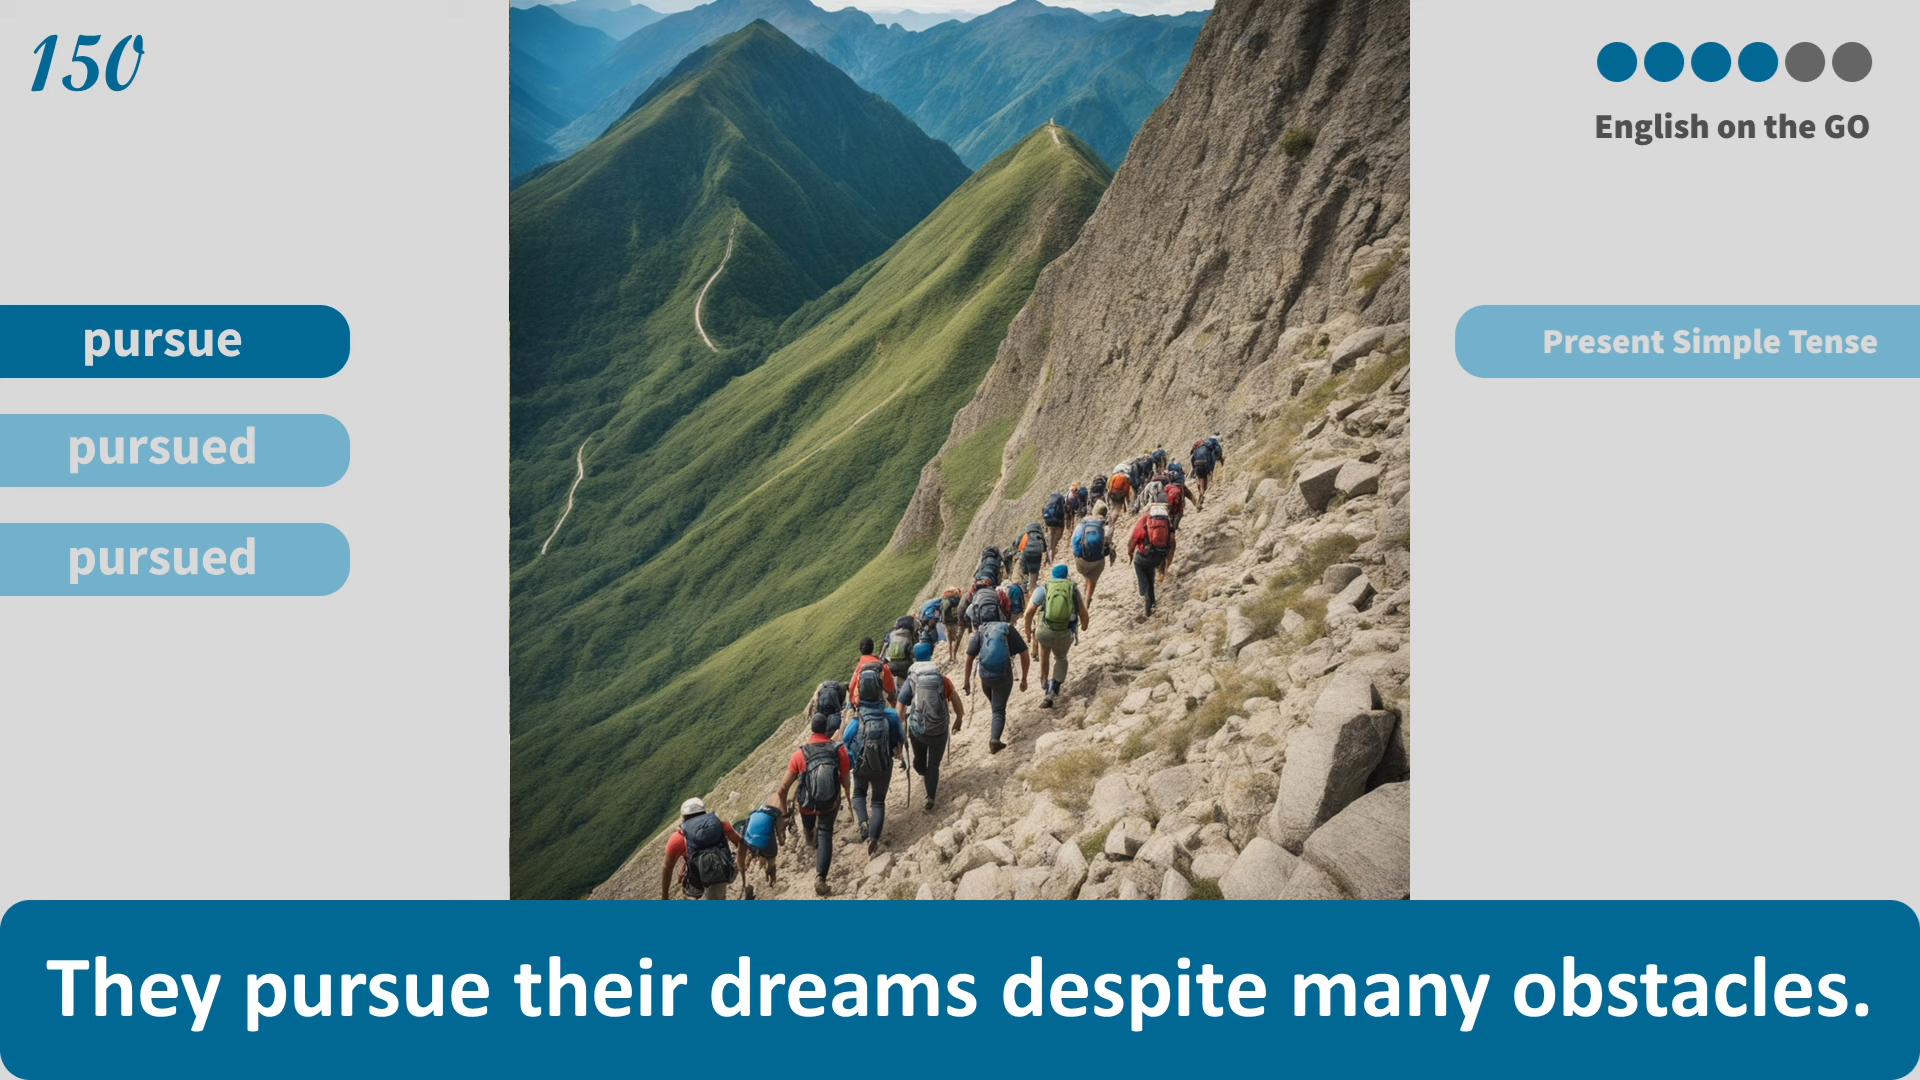 150
English on the GO
pursue
pursued
pursued
Present Simple Tense
They pursue their dreams despite many obstacles.